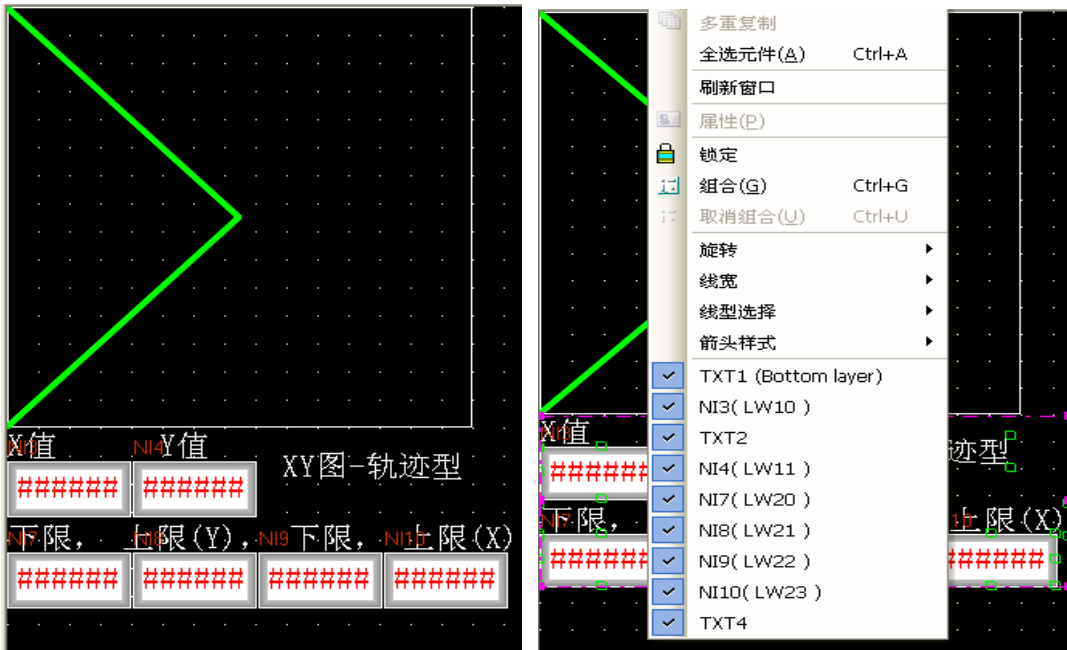 X值 NI4 Y值
XY图-轨迹型
###### ######
NI7 下限， NI8 上限(Y)，NI9 下限， NI10 上限(X)
###### ###### ###### ######
多重复制
全选元件(A) Ctrl+A
刷新窗口
属性(P)
锁定
组合(G) Ctrl+G
取消组合(U) Ctrl+U
旋转
线宽
线型选择
箭头样式
TXT1 (Bottom layer)
NI3( LW10 )
TXT2
NI4( LW11 )
NI7( LW20 )
NI8( LW21 )
NI9( LW22 )
NI10( LW23 )
TXT4
X值
######
迹型
下限，
上限(X)
######
######